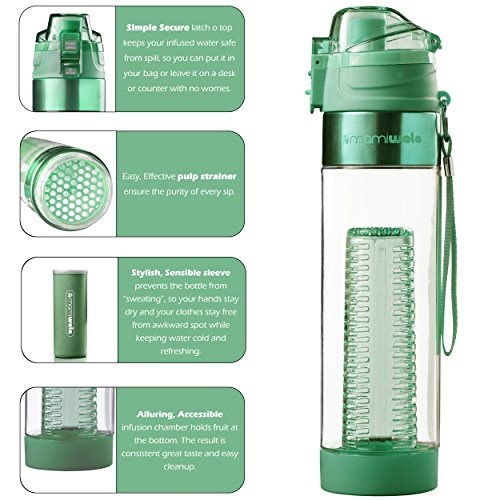 Simple Secure latch o top
keeps your infused water safe
from spill, so you can put it in
your bag or leave it on a desk
or counter with no worries.
Easy, Effective pulp strainer
ensure the purity of every sip.
Stylish, Sensible sleeve
prevents the bottle from
"sweating", so your hands stay
dry and your clothes stay free
from awkward spot while
keeping water cold and
refreshing.
Alluring, Accessible
infusion chamber holds fruit at
the bottom. The result is
consistent great taste and easy
cleanup.
mamiwala
mamiwala